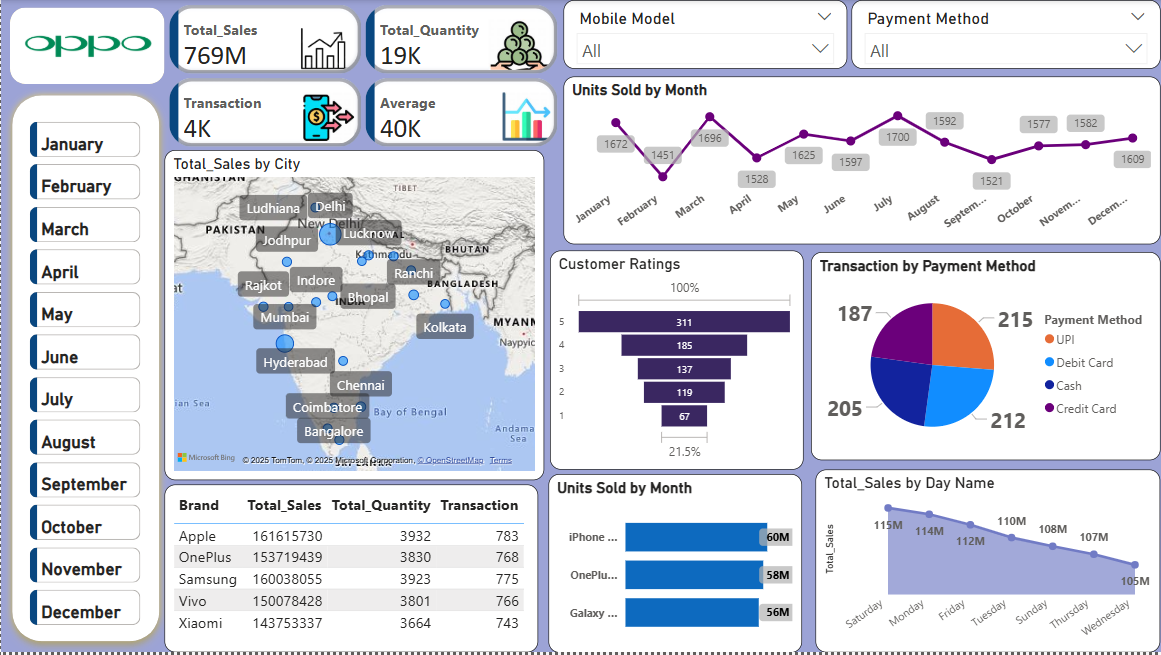 oppo
Total_Sales
769M
Total_Quantity
19K
Transaction
4K
Average
40K
Mobile Model
All
Payment Method
All
January
February
March
April
May
June
July
August
September
October
November
December
Total_Sales by City
GHANISTAN
TIBET
Ludhiana
Delhi
New Delhi
PAKISTAN
Lucknow
Jodhpur
Kathmandu
BHUTAN
Ranchi
BANGLADESH
Rajkot
Indore
INDIA
Bhopal
Mumbai
Kolkata
MYANM
Naypyic
Hyderabad
Chennai
ian Sea
Coimbatore
Bay of Bengal
Bangalore
Andama
Sea
SRI LANKA
Microsoft Bing
© 2025 TomTom, © 2025 Microsoft Corporation, © OpenStreetMap Terms
Units Sold by Month
1672
1451
1696
1528
1625
1597
1700
1592
1521
1577
1582
1609
January
February
March
April
May
June
July
August
Septem...
October
Novem...
Decem...
Customer Ratings
100%
5 311
4 185
3 137
2 119
1 67
21.5%
Transaction by Payment Method
187
215
205
212
Payment Method
UPI
Debit Card
Cash
Credit Card
Brand Total_Sales Total_Quantity Transaction
Apple 161615730 3932 783
OnePlus 153719439 3830 768
Samsung 160038055 3923 775
Vivo 150078428 3801 766
Xiaomi 143753337 3664 743
Units Sold by Month
iPhone ... 60M
OnePlu... 58M
Galaxy ... 56M
Total_Sales by Day Name
Total_Sales
115M
114M
112M
110M
108M
107M
105M
Saturday
Monday
Friday
Tuesday
Sunday
Thursday
Wednesday